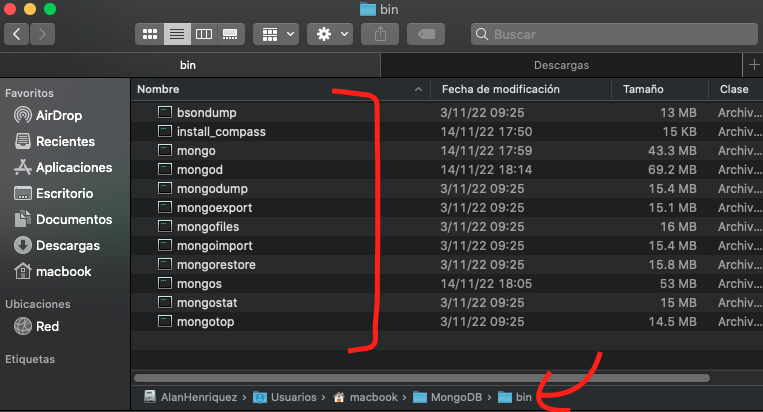 bin
Buscar
bin Descargas
Favoritos
AirDrop
Recientes
Aplicaciones
Escritorio
Documentos
Descargas
macbook
Ubicaciones
Red
Etiquetas
Nombre Fecha de modificación Tamaño Clase
bsondump 3/11/22 09:25 13 MB Archiv...
install_compass 14/11/22 17:50 15 KB Archiv...
mongo 14/11/22 17:59 43.3 MB Archiv...
mongod 14/11/22 18:14 69.2 MB Archiv...
mongodump 3/11/22 09:25 15.4 MB Archiv...
mongoexport 3/11/22 09:25 15.1 MB Archiv...
mongofiles 3/11/22 09:25 16 MB Archiv...
mongoimport 3/11/22 09:25 15.4 MB Archiv...
mongorestore 3/11/22 09:25 15.8 MB Archiv...
mongos 14/11/22 18:05 53 MB Archiv...
mongostat 3/11/22 09:25 15 MB Archiv...
mongotop 3/11/22 09:25 14.5 MB Archiv...
AlanHenriquez › Usuarios › macbook › MongoDB › bin